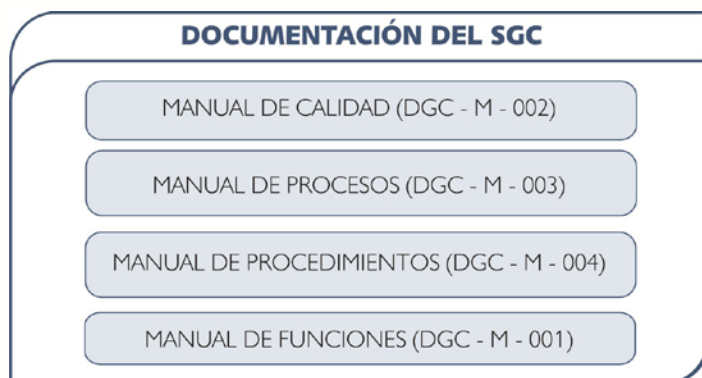 DOCUMENTACIÓN DEL SGC
MANUAL DE CALIDAD (DGC - M - 002)
MANUAL DE PROCESOS (DGC - M - 003)
MANUAL DE PROCEDIMIENTOS (DGC - M - 004)
MANUAL DE FUNCIONES (DGC - M - 001)